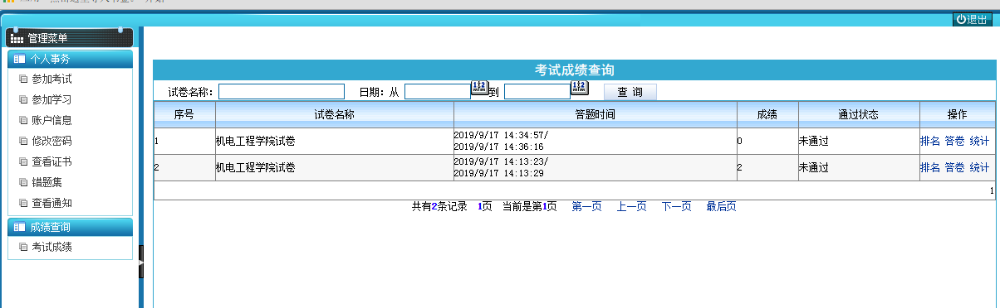 退出
管理菜单
个人事务
参加考试
参加学习
账户信息
修改密码
查看证书
错题集
查看通知
成绩查询
考试成绩
考试成绩查询
试卷名称： 日期：从 到 查 询
序号 试卷名称 答题时间 成绩 通过状态 操作
1 机电工程学院试卷 2019/9/17 14:34:57/ 0 未通过 排名 答卷 统计
2019/9/17 14:36:16
2 机电工程学院试卷 2019/9/17 14:13:23/ 2 未通过 排名 答卷 统计
2019/9/17 14:13:29
1
共有2条记录 1页 当前是第1页 第一页 上一页 下一页 最后页